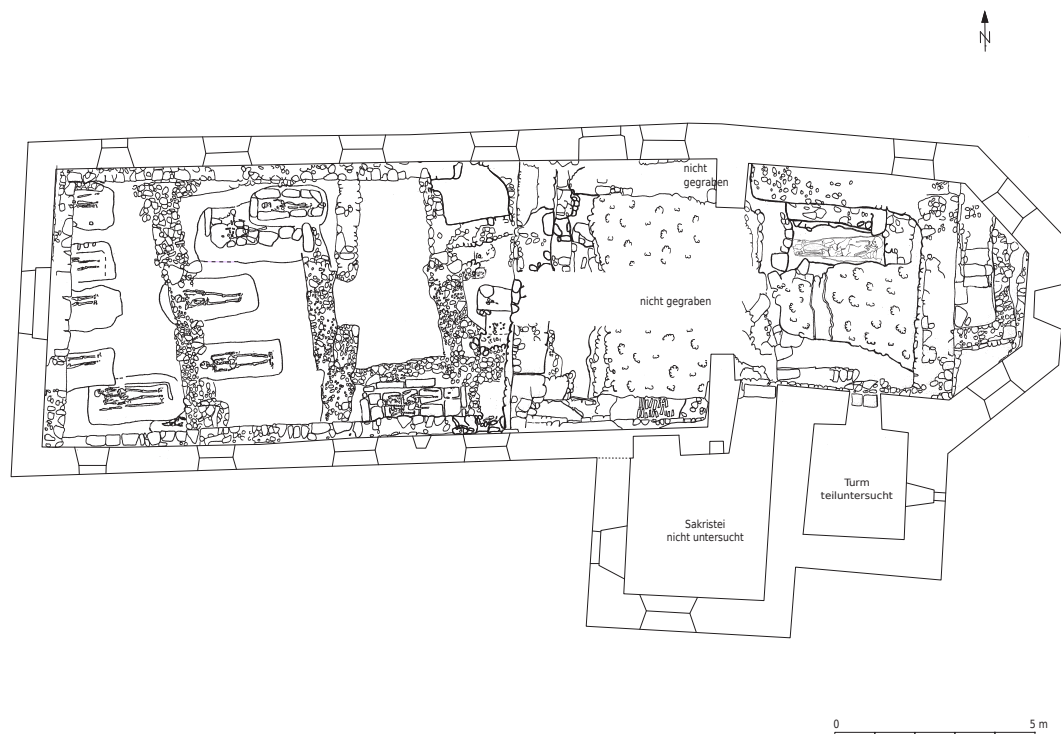 N
nicht
gegraben
nicht gegraben
Turm
teiluntersucht
Sakristei
nicht untersucht
0 5 m